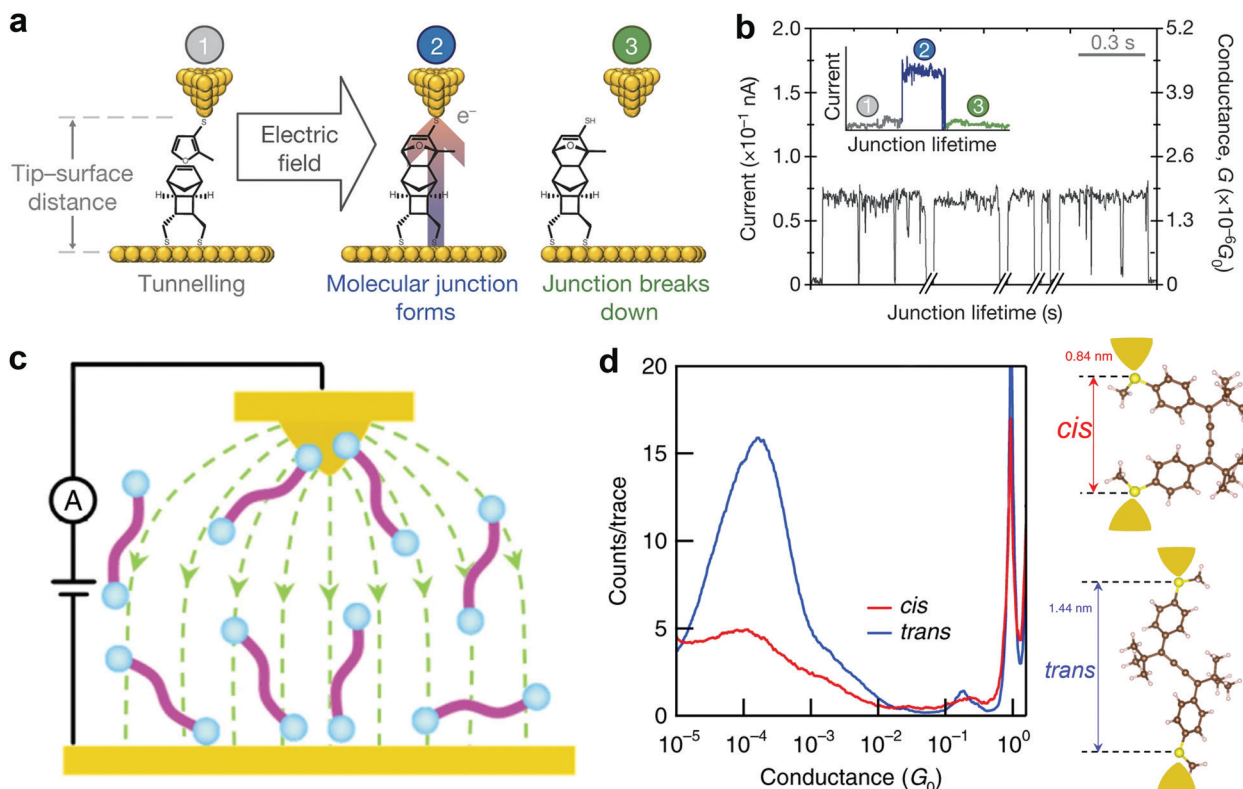 a
1
2
3
S
O
H H
S S
Tip–surface
distance
Electric
field
S
e⁻
O
H H
S S
SH
O
H H
S S
Tunnelling
Molecular junction
forms
Junction breaks
down
b
Current (×10⁻¹ nA)
2.0
1.5
1.0
0.5
0
Current
1
2
3
Junction lifetime
0.3 s
5.2
3.9
2.6
1.3
0
Conductance, G (×10⁻⁶G₀)
Junction lifetime (s)
c
A
d
Counts/trace
20
15
10
5
0
cis
trans
10⁻⁵ 10⁻⁴ 10⁻³ 10⁻² 10⁻¹ 10⁰
Conductance (G₀)
0.84 nm
cis
1.44 nm
trans